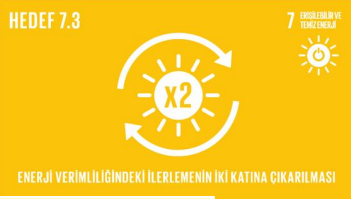 HEDEF 7.3
7 ERİŞİLEBİLİR VE
TEMİZ ENERJİ
x2
ENERJİ VERİMLİLİĞİNDEKİ İLERLEMENİN İKİ KATINA ÇIKARILMASI